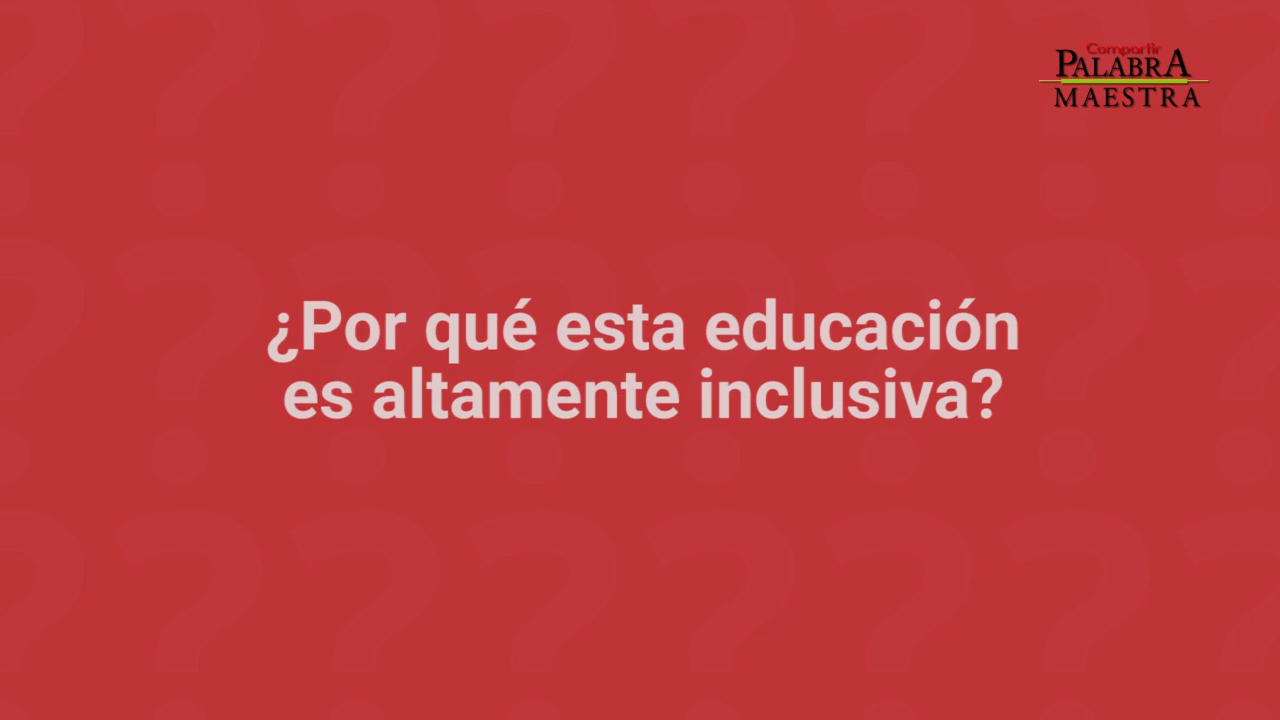 Compartir
PALABRA
MAESTRA
¿Por qué esta educación
es altamente inclusiva?